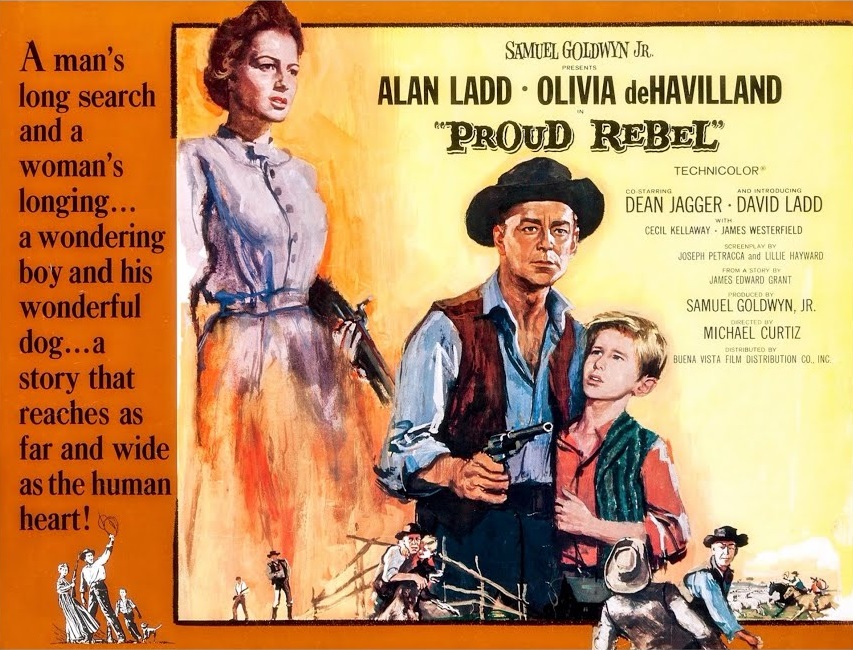 A man's
long search
and a
woman's
longing...
a wondering
boy and his
wonderful
dog...a
story that
reaches as
far and wide
as the human
heart!
SAMUEL GOLDWYN JR.
PRESENTS
ALAN LADD · OLIVIA deHAVILLAND
IN
"PROUD REBEL"
TECHNICOLOR®
CO-STARRING AND INTRODUCING
DEAN JAGGER · DAVID LADD
WITH
CECIL KELLAWAY · JAMES WESTERFIELD
SCREENPLAY BY
JOSEPH PETRACCA and LILLIE HAYWARD
FROM A STORY BY
JAMES EDWARD GRANT
PRODUCED BY
SAMUEL GOLDWYN, JR.
DIRECTED BY
MICHAEL CURTIZ
DISTRIBUTED BY
BUENA VISTA FILM DISTRIBUTION CO., INC.